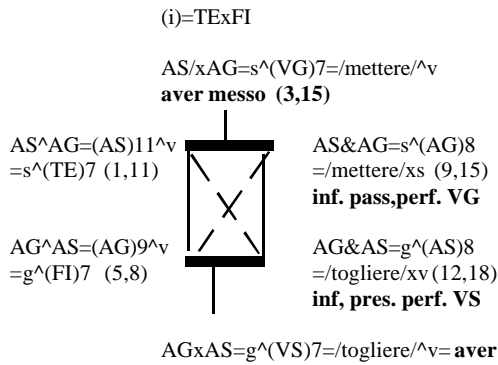 (i)=TExFI
AS/xAG=s^(VG)7=/mettere/^v
aver messo (3,15)
AS^AG=(AS)11^v
=s^(TE)7 (1,11)
AS&AG=s^(AG)8
=/mettere/xs (9,15)
inf. pass,perf. VG
AG^AS=(AG)9^v
=g^(FI)7 (5,8)
AG&AS=g^(AS)8
=/togliere/xv (12,18)
inf, pres. perf. VS
AGxAS=g^(VS)7=/togliere/^v= aver